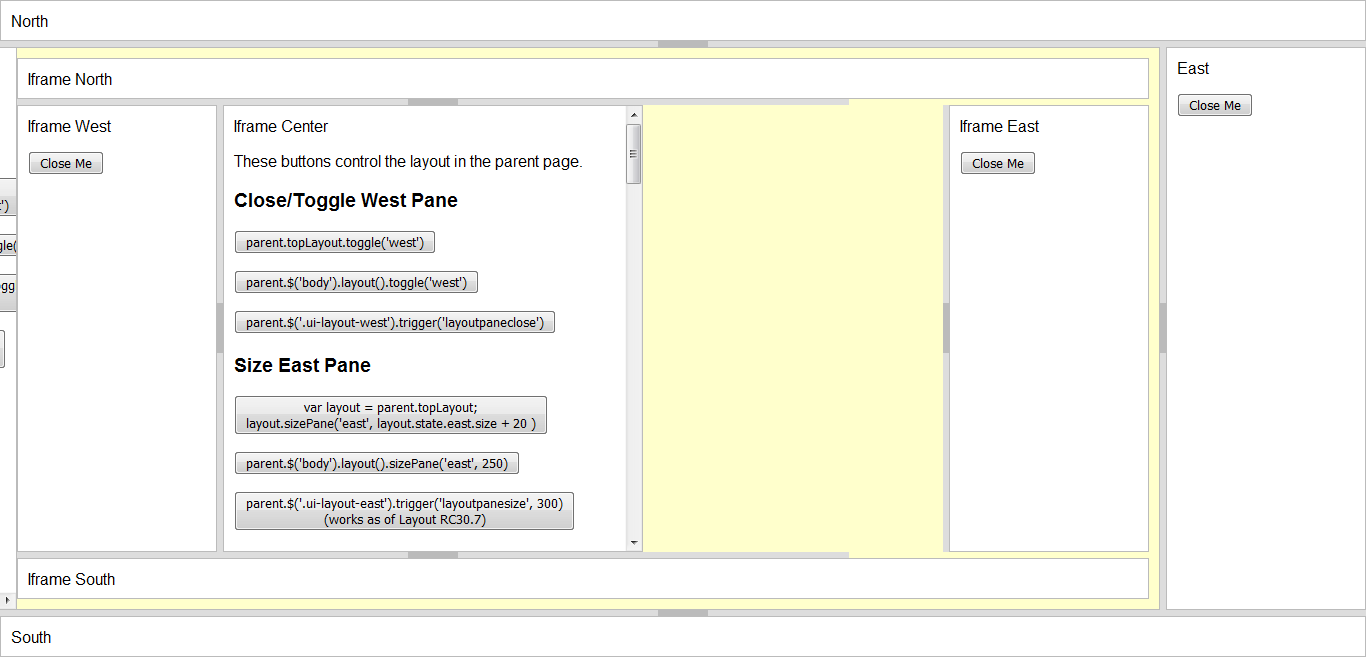 North
Iframe North
East
Close Me
Iframe West
Close Me
Iframe Center
These buttons control the layout in the parent page.
Close/Toggle West Pane
parent.topLayout.toggle('west')
parent.$('body').layout().toggle('west')
parent.$('.ui-layout-west').trigger('layoutpaneclose')
Size East Pane
var layout = parent.topLayout;
layout.sizePane('east', layout.state.east.size + 20 )
parent.$('body').layout().sizePane('east', 250)
parent.$('.ui-layout-east').trigger('layoutpanesize', 300)
(works as of Layout RC30.7)
Iframe East
Close Me
Iframe South
South